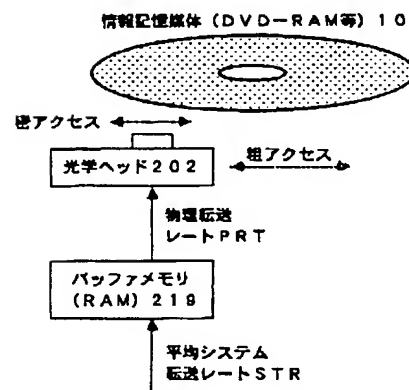 情報記憶媒体（DVD－RAM等）10
密アクセス
光学ヘッド202
粗アクセス
物理転送
レートPRT
バッファメモリ
（RAM）219
平均システム
転送レートSTR